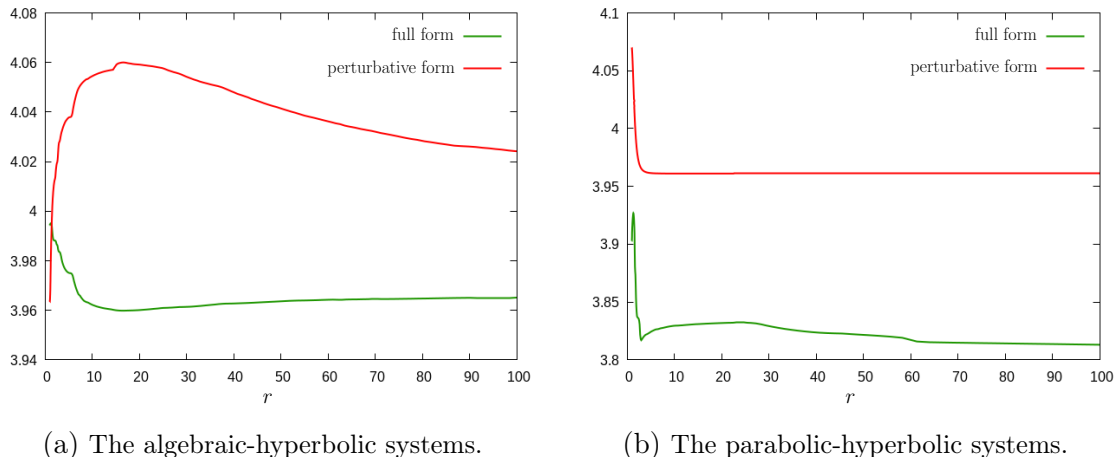 4.08
4.06
4.04
4.02
4
3.98
3.96
3.94
full form
perturbative form
0 10 20 30 40 50 60 70 80 90 100
r
(a) The algebraic-hyperbolic systems.
4.1
4.05
4
3.95
3.9
3.85
3.8
full form
perturbative form
0 10 20 30 40 50 60 70 80 90 100
r
(b) The parabolic-hyperbolic systems.